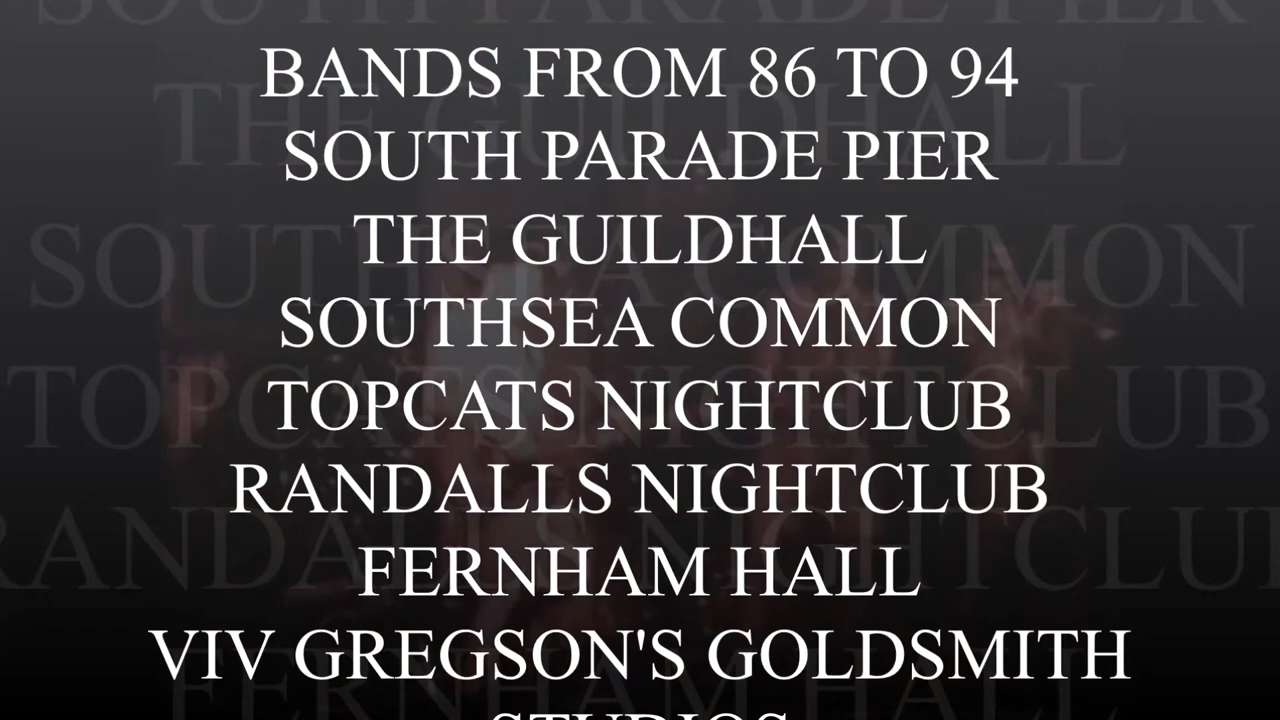 BANDS FROM 86 TO 94
SOUTH PARADE PIER
THE GUILDHALL
SOUTHSEA COMMON
TOPCATS NIGHTCLUB
RANDALLS NIGHTCLUB
FERNHAM HALL
VIV GREGSON'S GOLDSMITH
STUDIOS